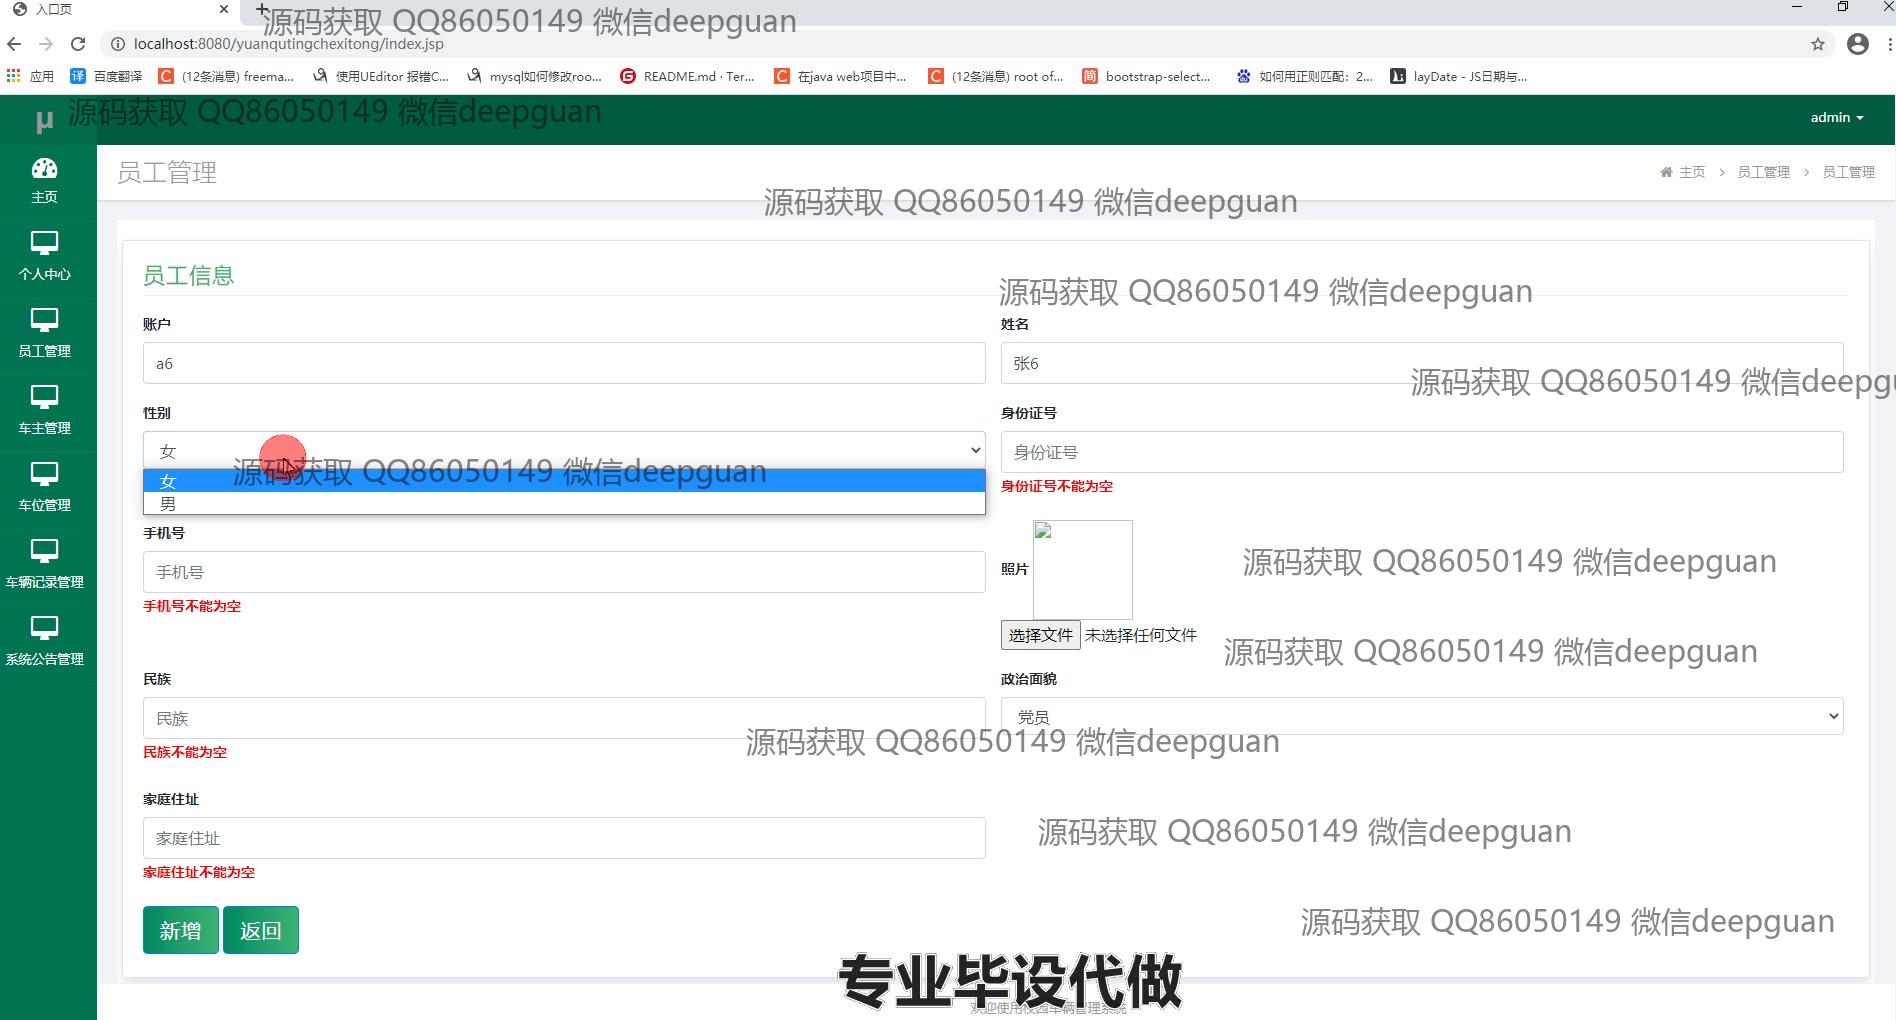 入口页
源码获取 QQ86050149 微信deepguan
localhost:8080/yuanqutingchexitong/index.jsp
应用 百度翻译 (12条消息) freema... 使用UEditor 报错C... mysql如何修改roo... README.md · Ter... 在java web项目中... (12条消息) root of... bootstrap-select... 如何用正则匹配：2... layDate - JS日期与...
µ 源码获取 QQ86050149 微信deepguan admin
主页
个人中心
员工管理
车主管理
车位管理
车辆记录管理
系统公告管理
员工管理 主页 > 员工管理 > 员工管理
源码获取 QQ86050149 微信deepguan
员工信息
源码获取 QQ86050149 微信deepguan
账户 姓名
a6 张6
源码获取 QQ86050149 微信deepgu
性别 身份证号
女 身份证号
源码获取 QQ86050149 微信deepguan
女 身份证号不能为空
男
手机号
手机号 照片
源码获取 QQ86050149 微信deepguan
手机号不能为空
选择文件 未选择任何文件
源码获取 QQ86050149 微信deepguan
民族 政治面貌
民族 党员
源码获取 QQ86050149 微信deepguan
民族不能为空
家庭住址
家庭住址
源码获取 QQ86050149 微信deepguan
家庭住址不能为空
新增 返回
源码获取 QQ86050149 微信deepguan
专业毕设代做
欢迎使用校园车辆管理系统